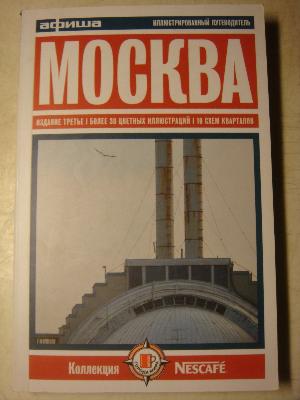 афиша ИЛЛЮСТРИРОВАННЫЙ ПУТЕВОДИТЕЛЬ
МОСКВА
ИЗДАНИЕ ТРЕТЬЕ | БОЛЕЕ 30 ЦВЕТНЫХ ИЛЛЮСТРАЦИЙ | 10 СХЕМ КВАРТАЛОВ
Коллекция NESCAFÉ